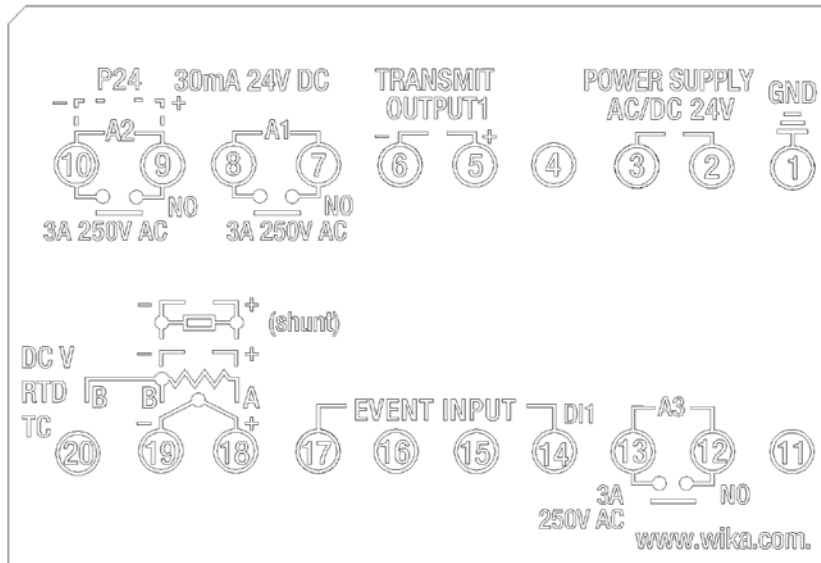 P24 30mA 24V DC
- +
A2
10 9
NO
3A 250V AC
A1
8 7
NO
3A 250V AC
TRANSMIT
OUTPUT1
- +
6 5
4
POWER SUPPLY
AC/DC 24V
3 2
GND
1
- + (shunt)
DC V - +
RTD B B A
TC - +
20 19 18
EVENT INPUT DI1
17 16 15 14
A3
13 12
3A NO
250V AC
11
www.wika.com.